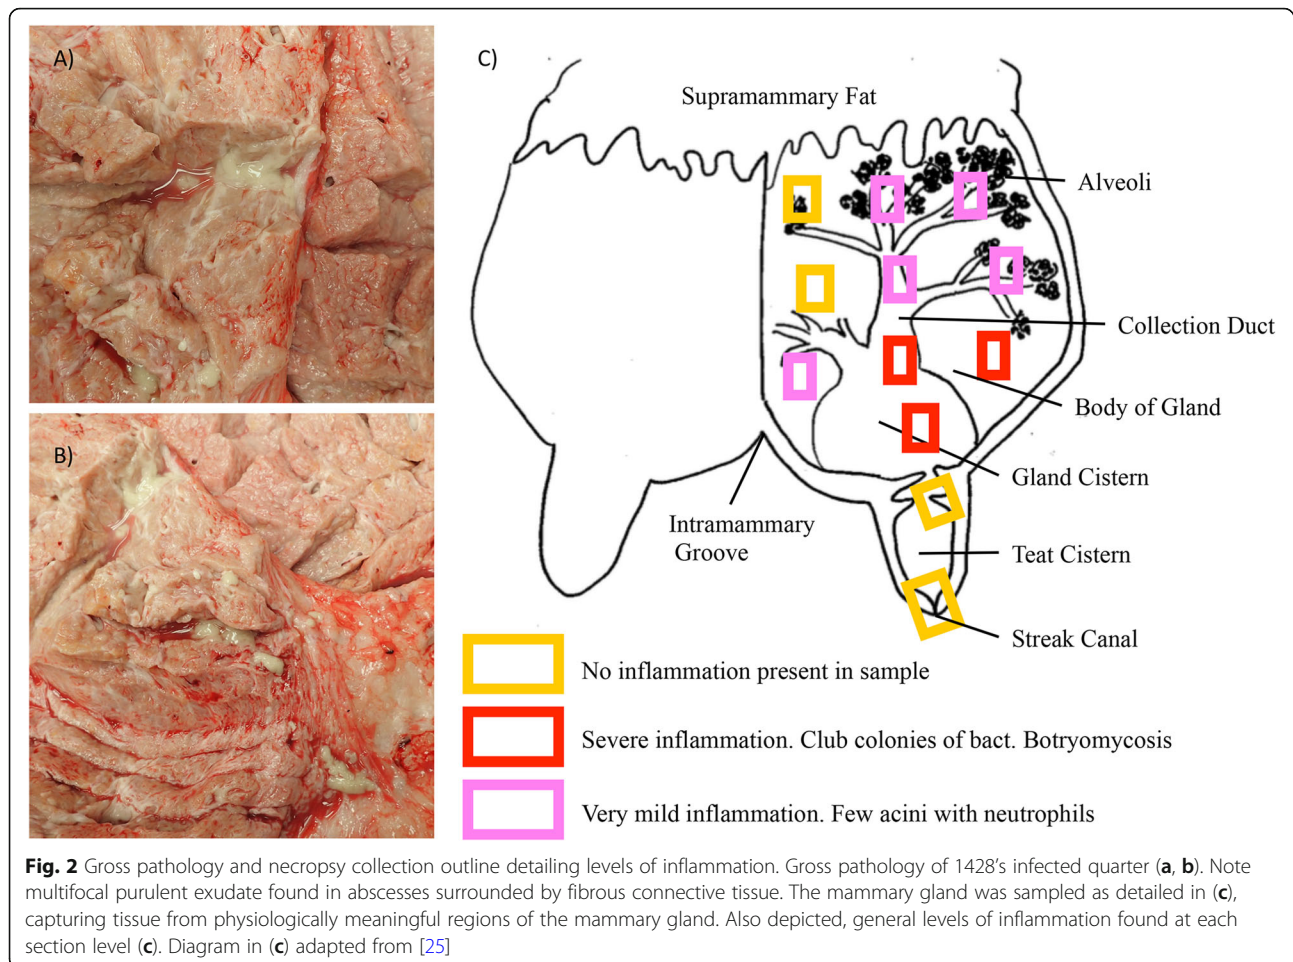 A)
B)
C)
Supramammary Fat
Alveoli
Collection Duct
Body of Gland
Gland Cistern
Intramammary
Groove
Teat Cistern
Streak Canal
No inflammation present in sample
Severe inflammation. Club colonies of bact. Botryomycosis
Very mild inflammation. Few acini with neutrophils
Fig. 2 Gross pathology and necropsy collection outline detailing levels of inflammation. Gross pathology of 1428's infected quarter (a, b). Note
multifocal purulent exudate found in abscesses surrounded by fibrous connective tissue. The mammary gland was sampled as detailed in (c),
capturing tissue from physiologically meaningful regions of the mammary gland. Also depicted, general levels of inflammation found at each
section level (c). Diagram in (c) adapted from [25]